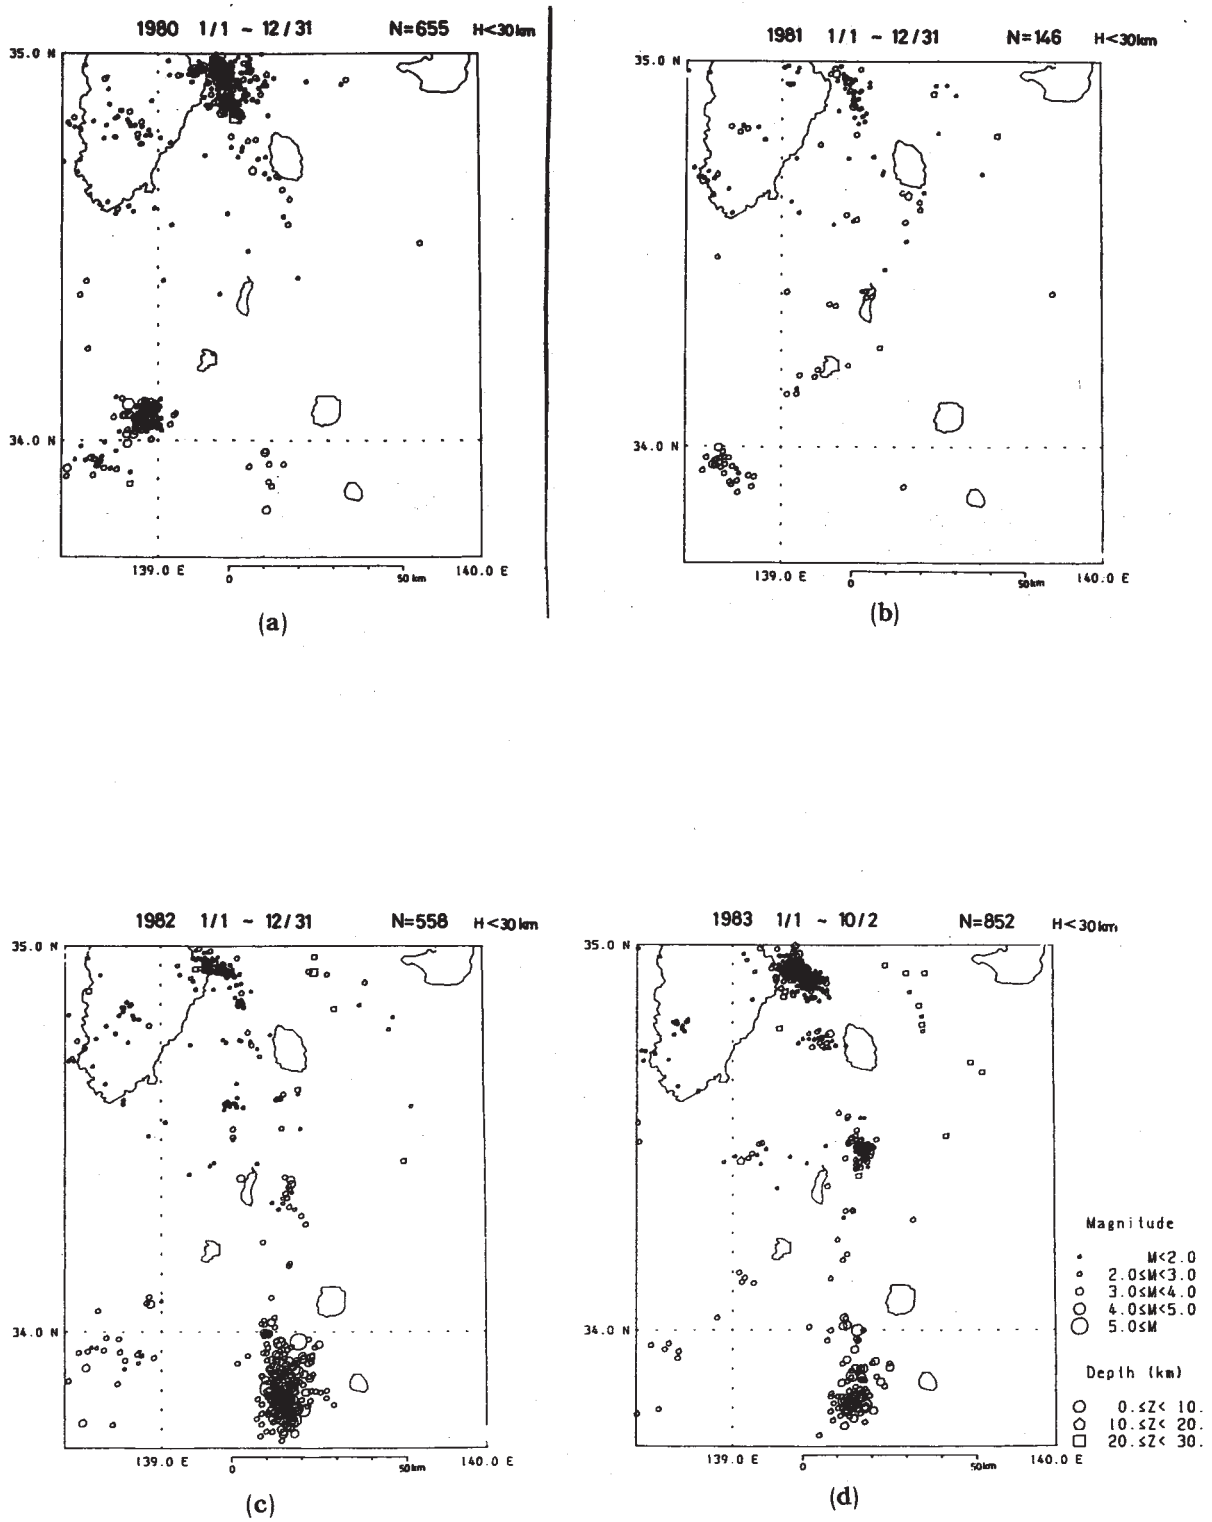 1980 1/1 ~ 12/31 N=655 H<30km
35.0 N
34.0 N
139.0 E 140.0 E
0 50km
(a)
1981 1/1 ~ 12/31 N=146 H<30km
35.0 N
34.0 N
139.0 E 140.0 E
0 50km
(b)
1982 1/1 ~ 12/31 N=558 H<30km
35.0 N
34.0 N
139.0 E 140.0 E
0 50km
(c)
1983 1/1 ~ 10/2 N=852 H<30km
35.0 N
34.0 N
139.0 E 140.0 E
0 50km
(d)
Magnitude
M<2.0
2.0≤M<3.0
3.0≤M<4.0
4.0≤M<5.0
5.0≤M
Depth (km)
0.≤Z< 10.
10.≤Z< 20.
20.≤Z< 30.